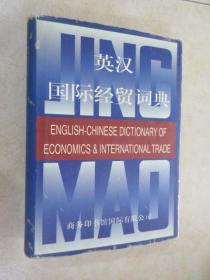 JING
英汉
国际经贸词典
ENGLISH-CHINESE DICTIONARY OF
ECONOMICS & INTERNATIONAL TRADE
MAO
商务印书馆国际有限公司